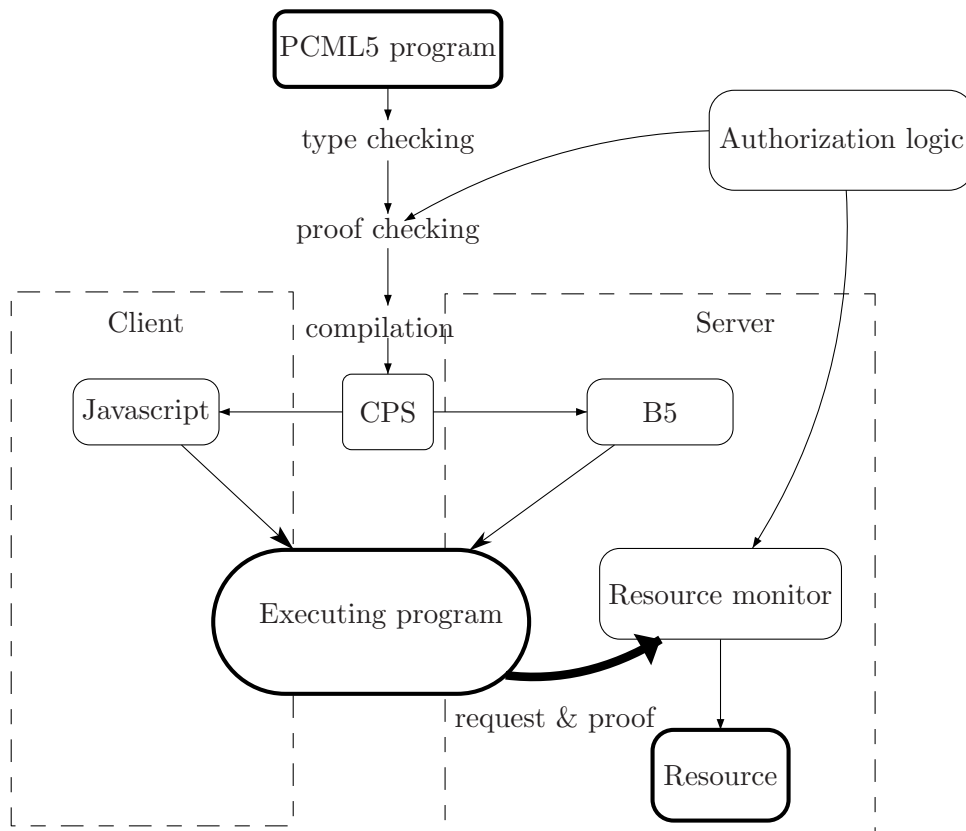 PCML5 program
type checking
Authorization logic
proof checking
Client
compilation
Server
Javascript
CPS
B5
Executing program
Resource monitor
request & proof
Resource